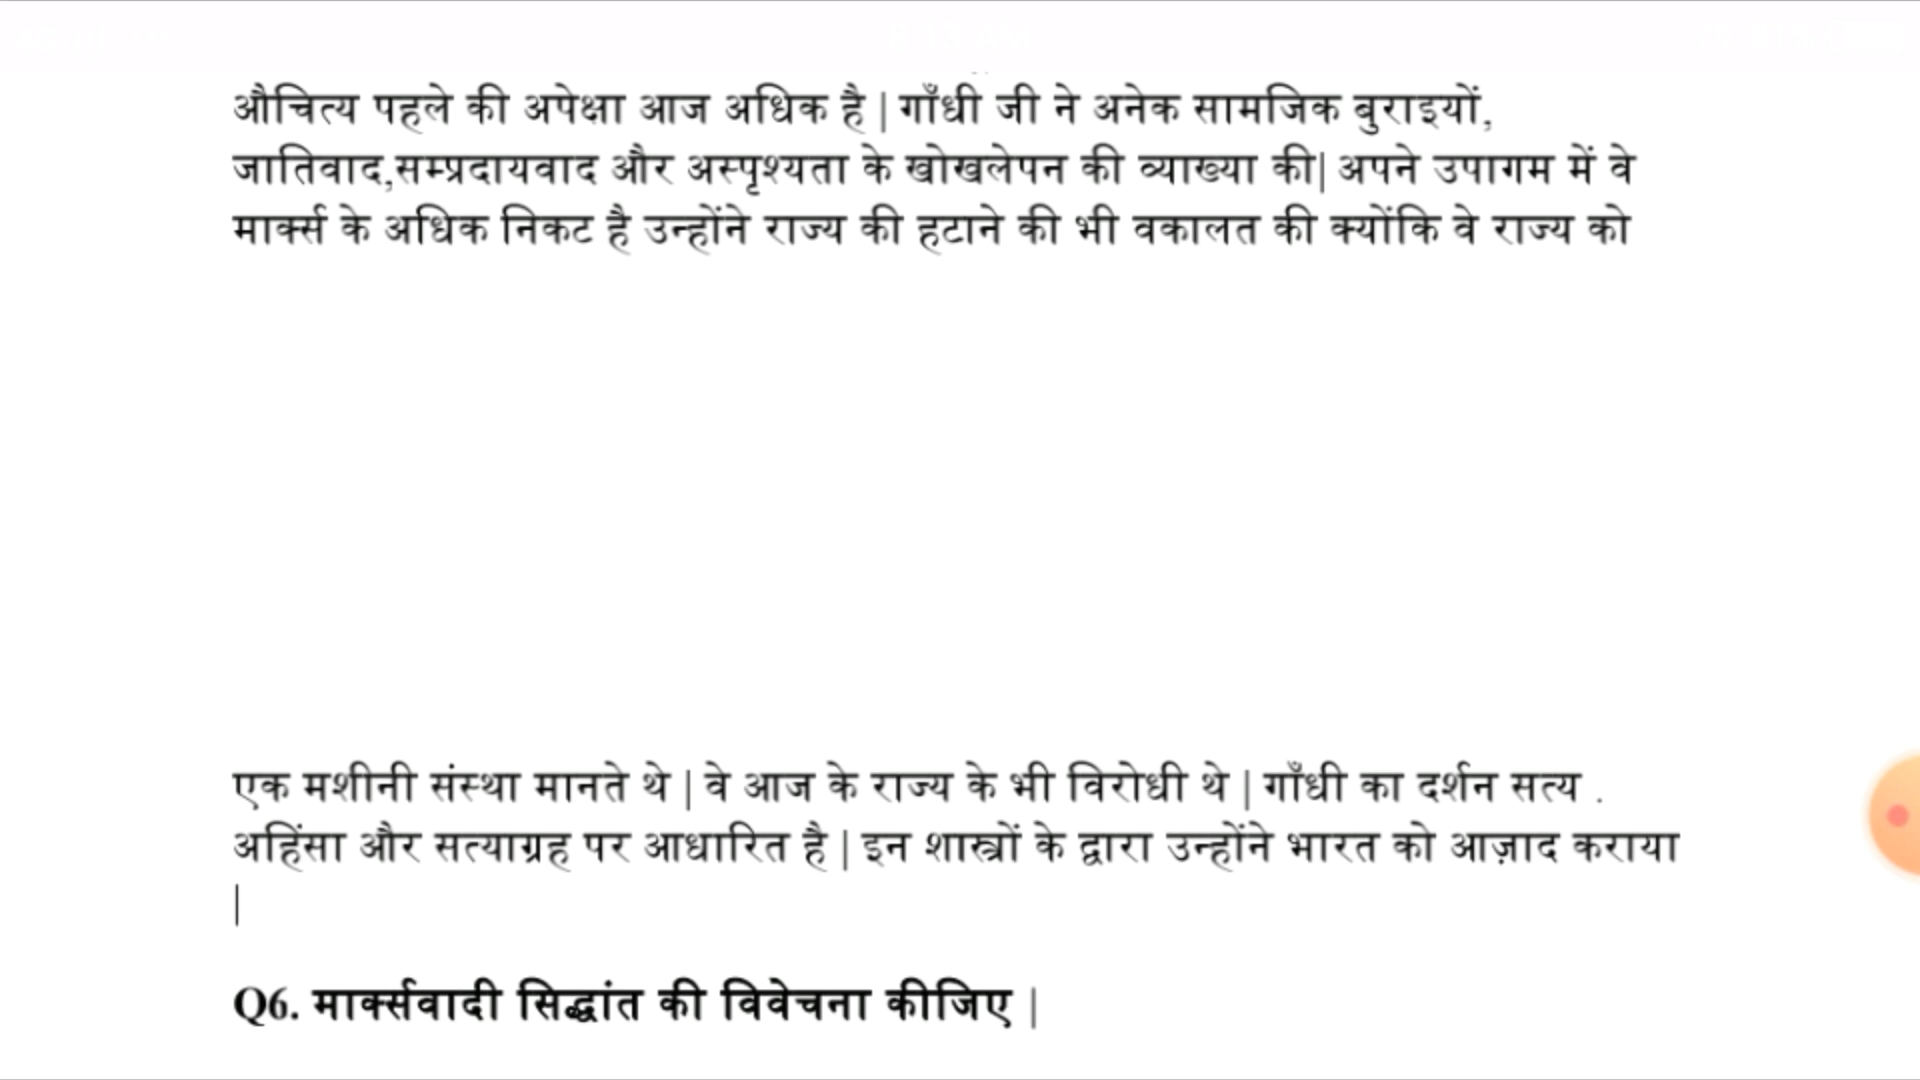 औचित्य पहले की अपेक्षा आज अधिक है | गाँधी जी ने अनेक सामजिक बुराइयों,
जातिवाद,सम्प्रदायवाद और अस्पृश्यता के खोखलेपन की व्याख्या की| अपने उपागम में वे
मार्क्स के अधिक निकट है उन्होंने राज्य की हटाने की भी वकालत की क्योंकि वे राज्य को
एक मशीनी संस्था मानते थे | वे आज के राज्य के भी विरोधी थे | गाँधी का दर्शन सत्य .
अहिंसा और सत्याग्रह पर आधारित है | इन शास्त्रों के द्वारा उन्होंने भारत को आज़ाद कराया
|
Q6. मार्क्सवादी सिद्धांत की विवेचना कीजिए |